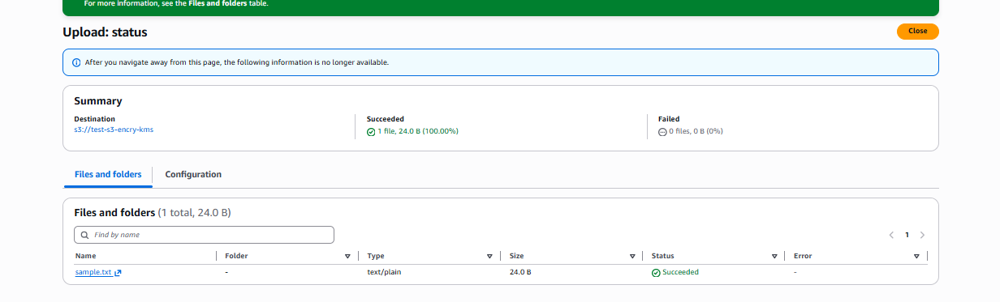 For more information, see the Files and folders table.
Upload: status
Close
After you navigate away from this page, the following information is no longer available.
Summary
Destination
s3://test-s3-encry-kms
Succeeded
1 file, 24.0 B (100.00%)
Failed
0 files, 0 B (0%)
Files and folders
Configuration
Files and folders (1 total, 24.0 B)
Find by name
1
Name Folder Type Size Status Error
sample.txt - text/plain 24.0 B Succeeded -